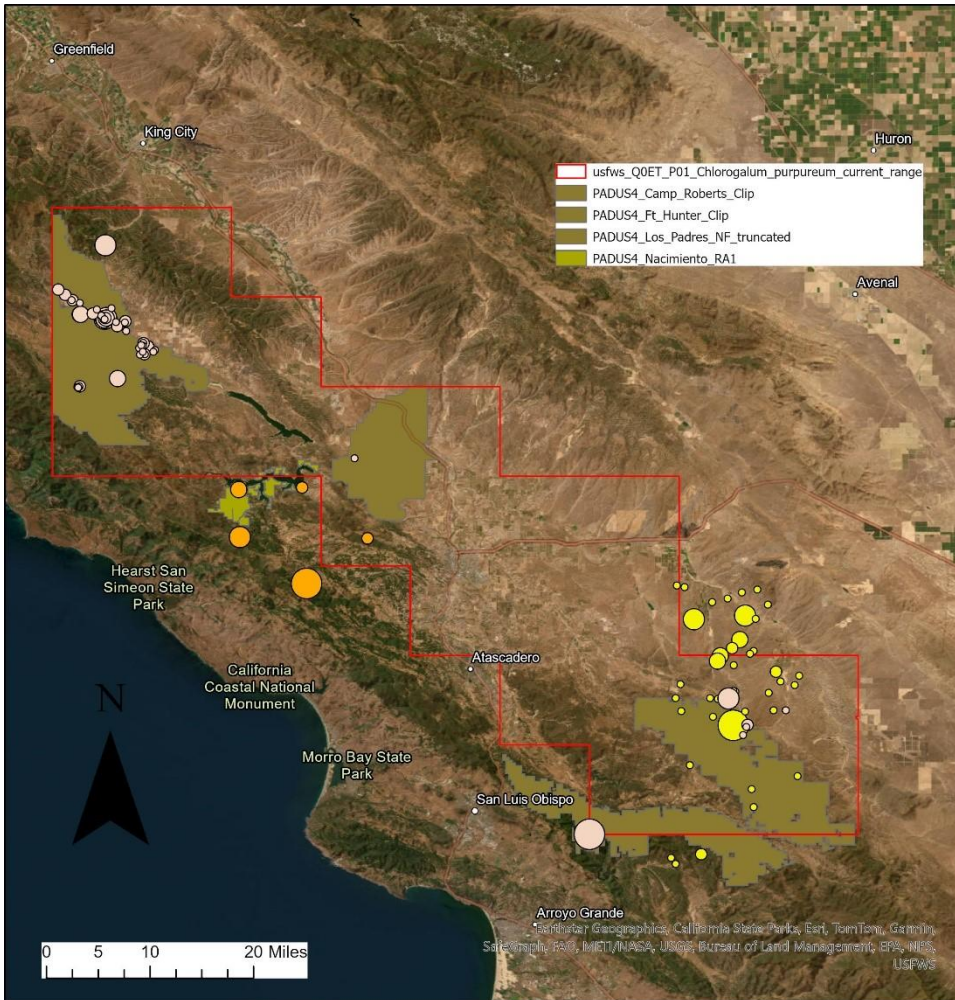 Greenfield
King City
Huron
usfws_Q0ET_P01_Chlorogalum_purpureum_current_range
PADUS4_Camp_Roberts_Clip
PADUS4_Ft_Hunter_Clip
PADUS4_Los_Padres_NF_truncated
PADUS4_Nacimiento_RA1
Avenal
Hearst San
Simeon State
Park
Atascadero
California
Coastal National
Monument
N
Morro Bay State
Park
San Luis Obispo
Arroyo Grande
Earthstar Geographics, California State Parks, Esri, TomTom, Garmin,
SafeGraph, FAO, METI/NASA, USGS, Bureau of Land Management, EPA, NPS,
USFWS
0 5 10 20 Miles